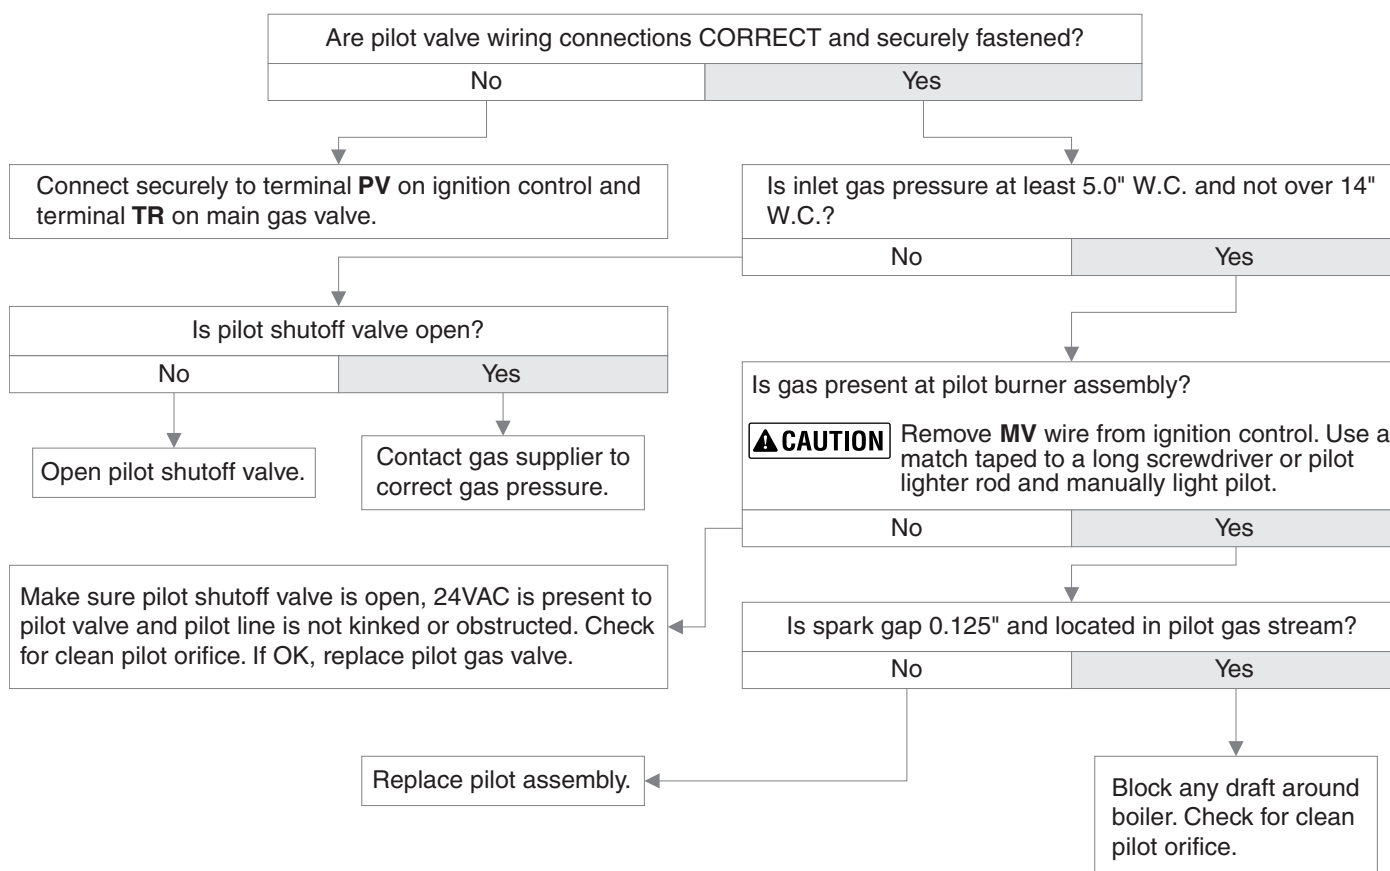 Are pilot valve wiring connections CORRECT and securely fastened?
No
Yes
Connect securely to terminal PV on ignition control and
terminal TR on main gas valve.
Is inlet gas pressure at least 5.0" W.C. and not over 14"
W.C.?
No
Yes
Is pilot shutoff valve open?
No
Yes
Open pilot shutoff valve.
Contact gas supplier to
correct gas pressure.
Is gas present at pilot burner assembly?
CAUTION
Remove MV wire from ignition control. Use a
match taped to a long screwdriver or pilot
lighter rod and manually light pilot.
No
Yes
Make sure pilot shutoff valve is open, 24VAC is present to
pilot valve and pilot line is not kinked or obstructed. Check
for clean pilot orifice. If OK, replace pilot gas valve.
Is spark gap 0.125" and located in pilot gas stream?
No
Yes
Replace pilot assembly.
Block any draft around
boiler. Check for clean
pilot orifice.